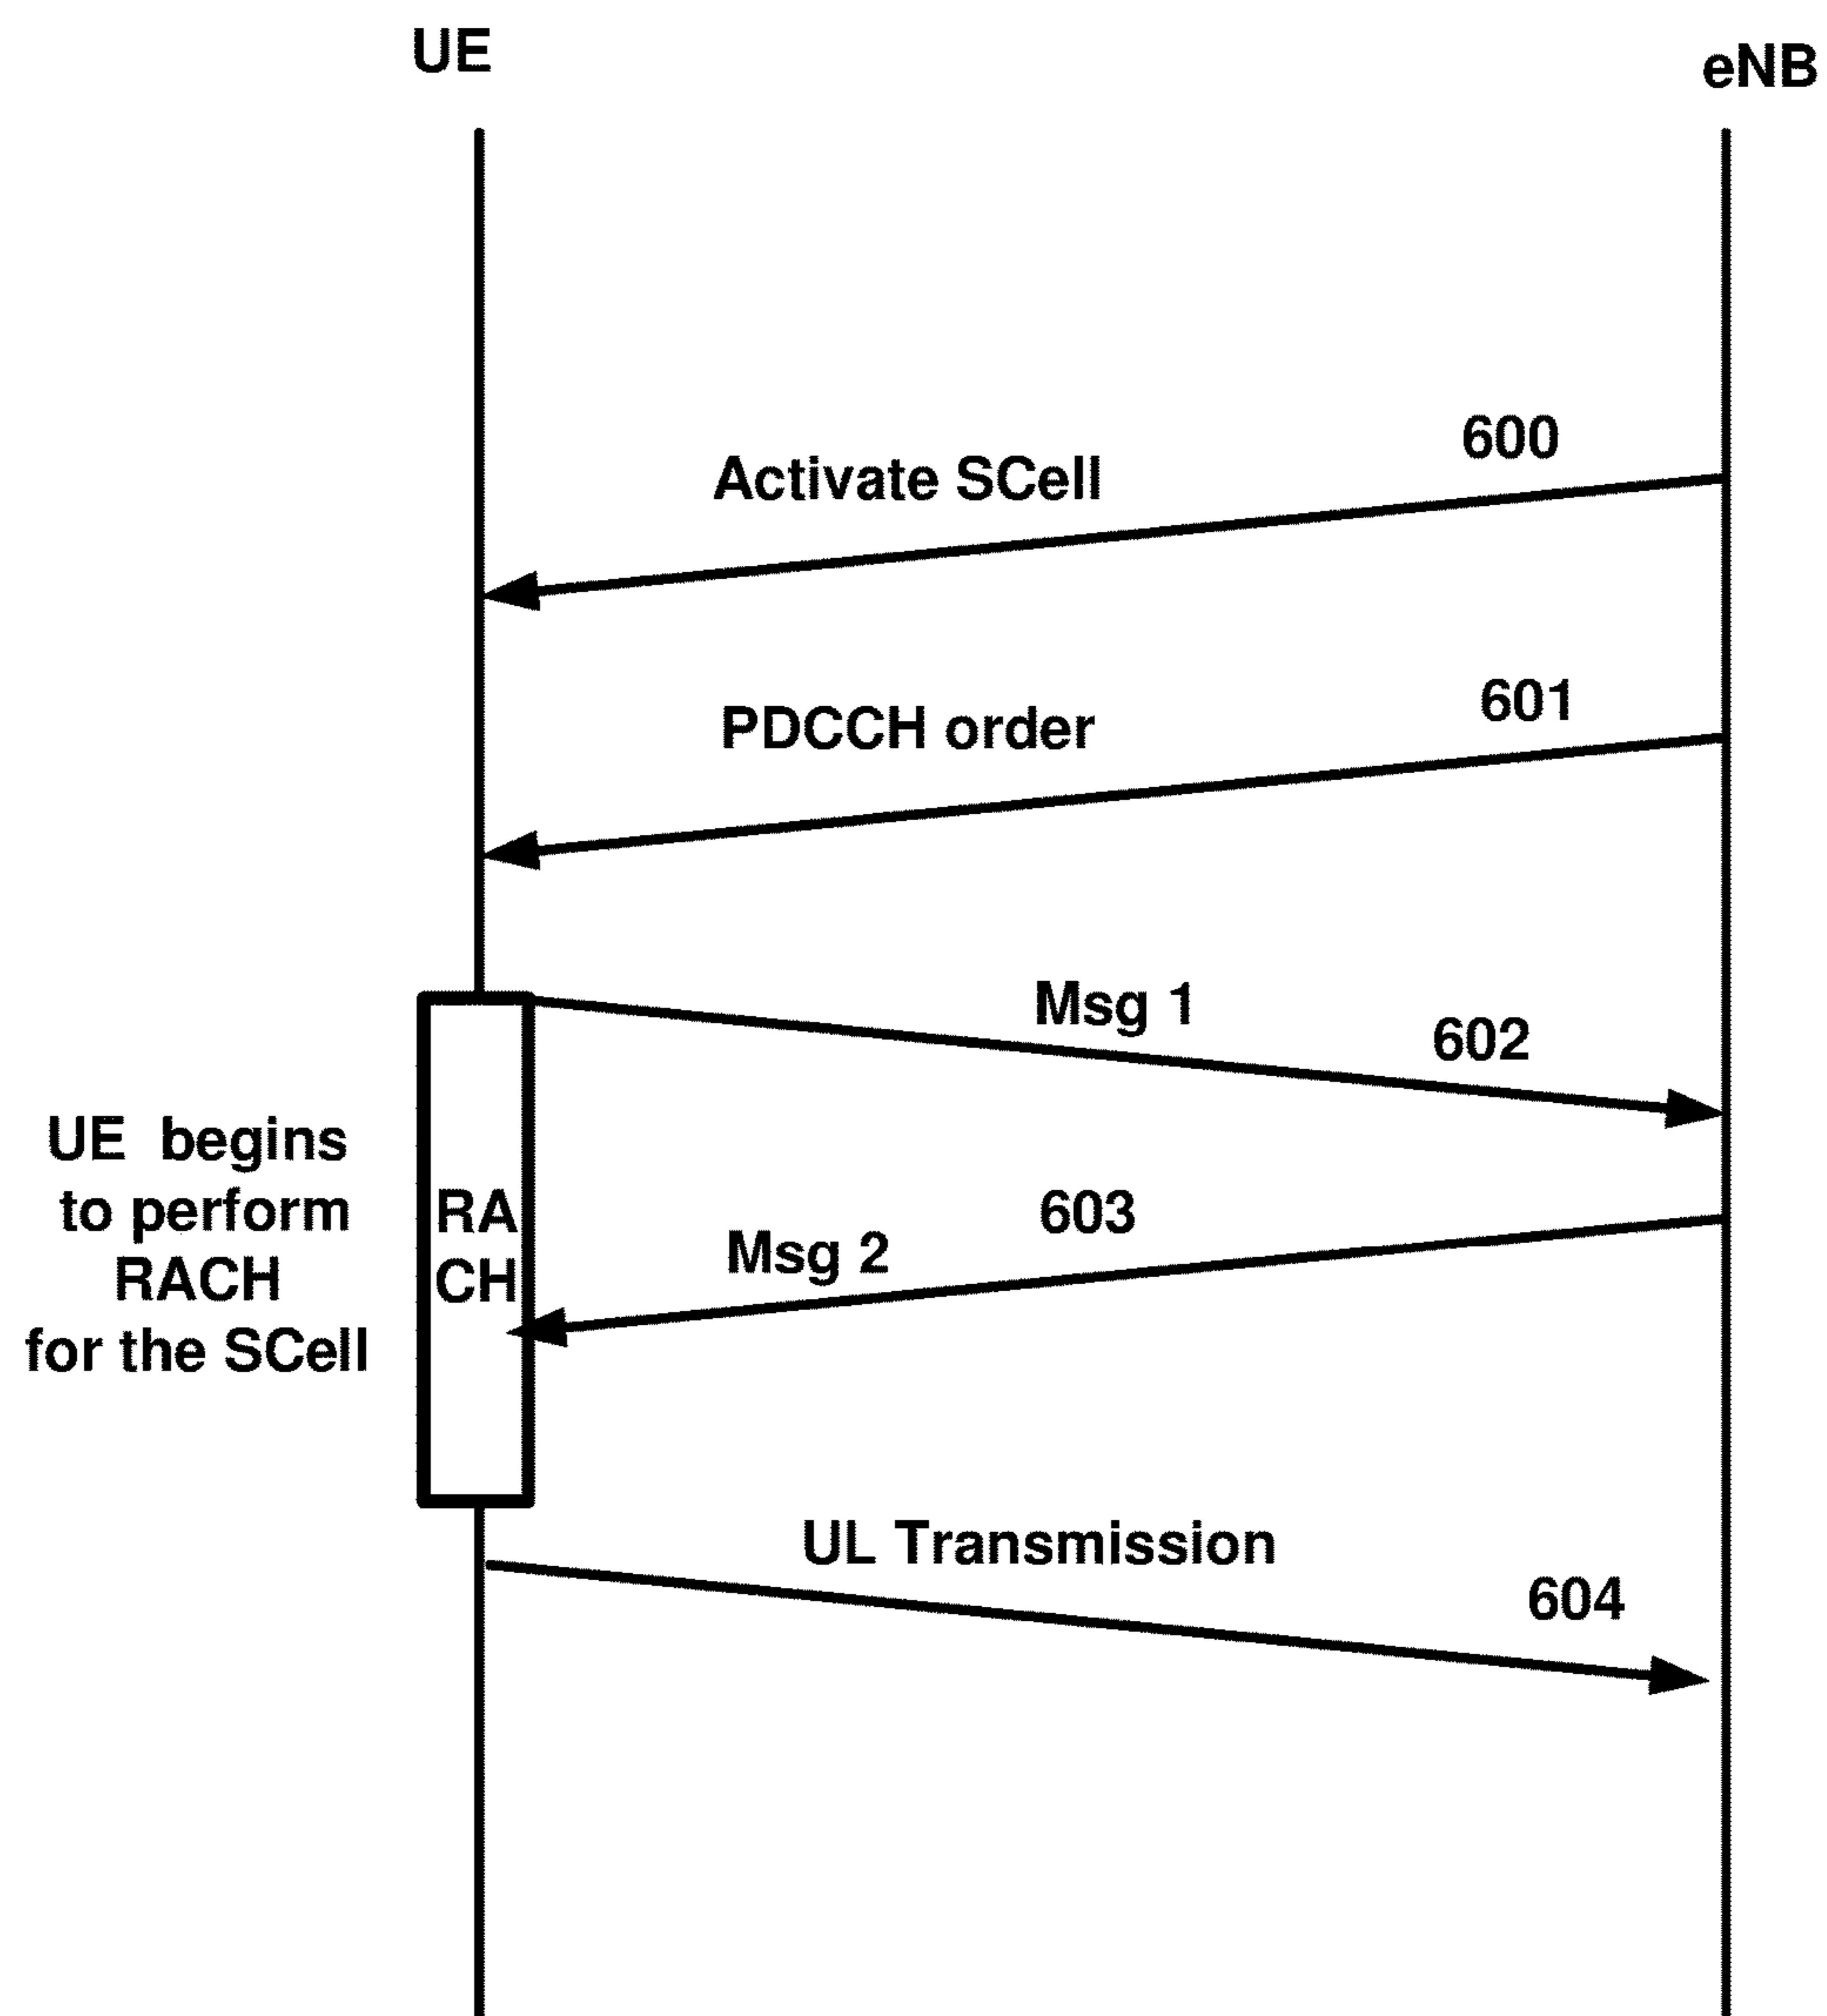 UE
eNB
600
Activate SCell
601
PDCCH order
Msg 1
602
UE begins
to perform
RACH
for the SCell
RA
CH
603
Msg 2
UL Transmission
604